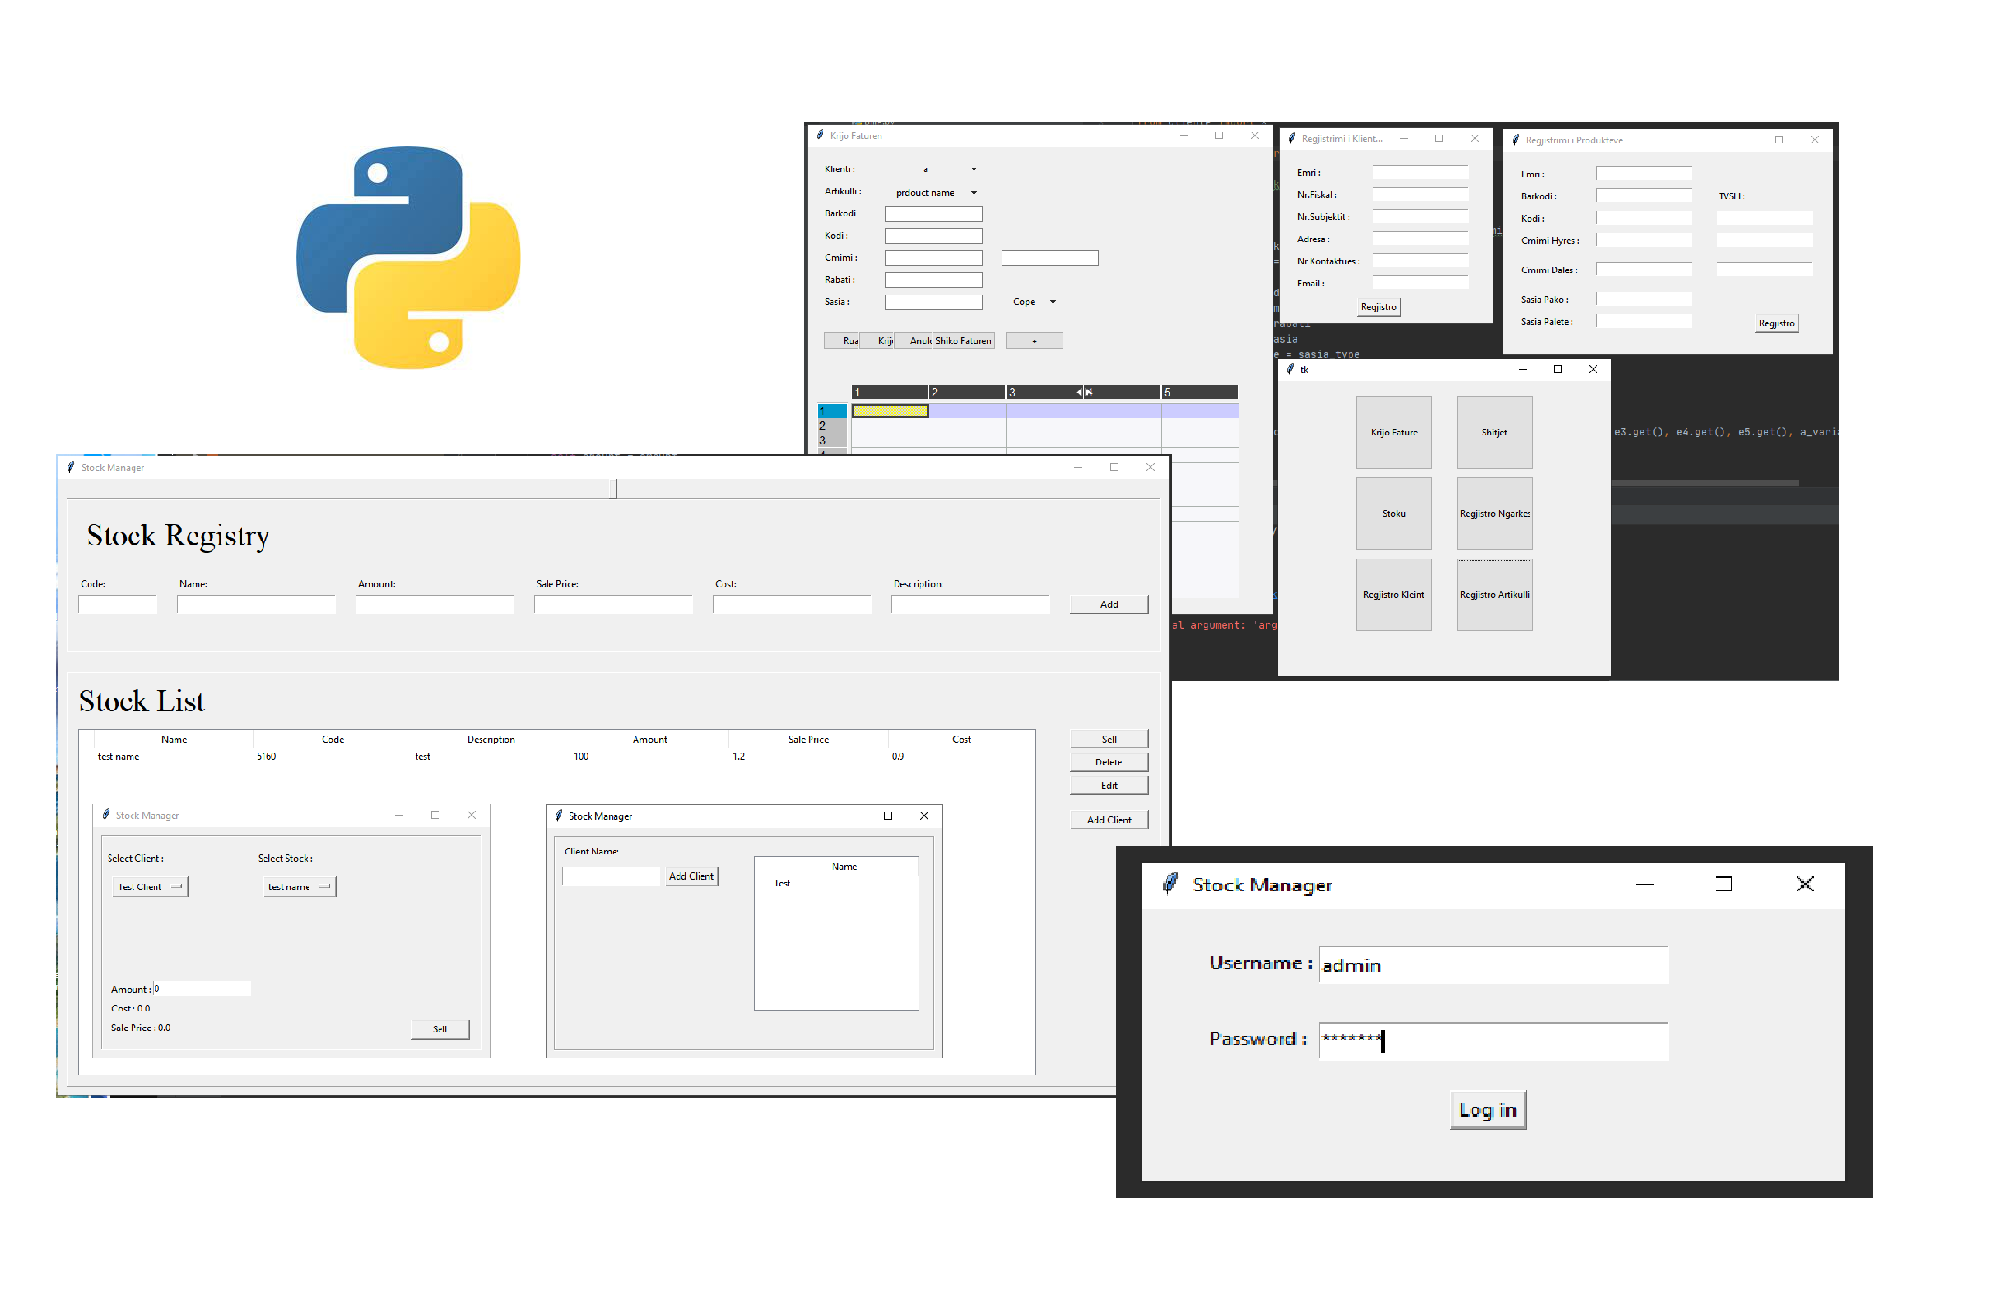 Krijo Faturen
Klienti :
a
Artikulli :
prdouct name
Barkodi
Kodi :
Cmimi :
Rabati :
Sasia :
Cope
Rua
Krij
Anulo
Shiko Faturen
+
1
2
3
5
1
2
3
Regjistrimi i Klient...
Emri :
Nr.Fiskal :
Nr.Subjektit :
Adresa :
Nr Kontaktues :
Email :
Regjistro
Regjistrimi i Produkteve
Emri :
Barkodi :
TVSH :
Kodi :
Cmimi Hyres :
Cmimi Dales :
Sasia Pako :
Sasia Palete :
Regjistro
rabati
asia
e = sasia_type
e3.get(), e4.get(), e5.get(), a_varia
al argument: 'arg
tk
Krijo Fature
Shitjet
Stoku
Regjistro Ngarkes
Regjistro Kleint
Regjistro Artikulli
Stock Manager
Stock Registry
Code:
Name:
Amount:
Sale Price:
Cost:
Description
Add
Stock List
Name
Code
Description
Amount
Sale Price
Cost
test name
5160
test
100
1.2
0.9
Sell
Delete
Edit
Add Client
Stock Manager
Select Client :
Select Stock :
Test Client
test name
Amount :
0
Cost : 0.0
Sale Price : 0.0
Sell
Stock Manager
Client Name:
Add Client
Name
Test
Stock Manager
Username :
admin
Password :
*******
Log in